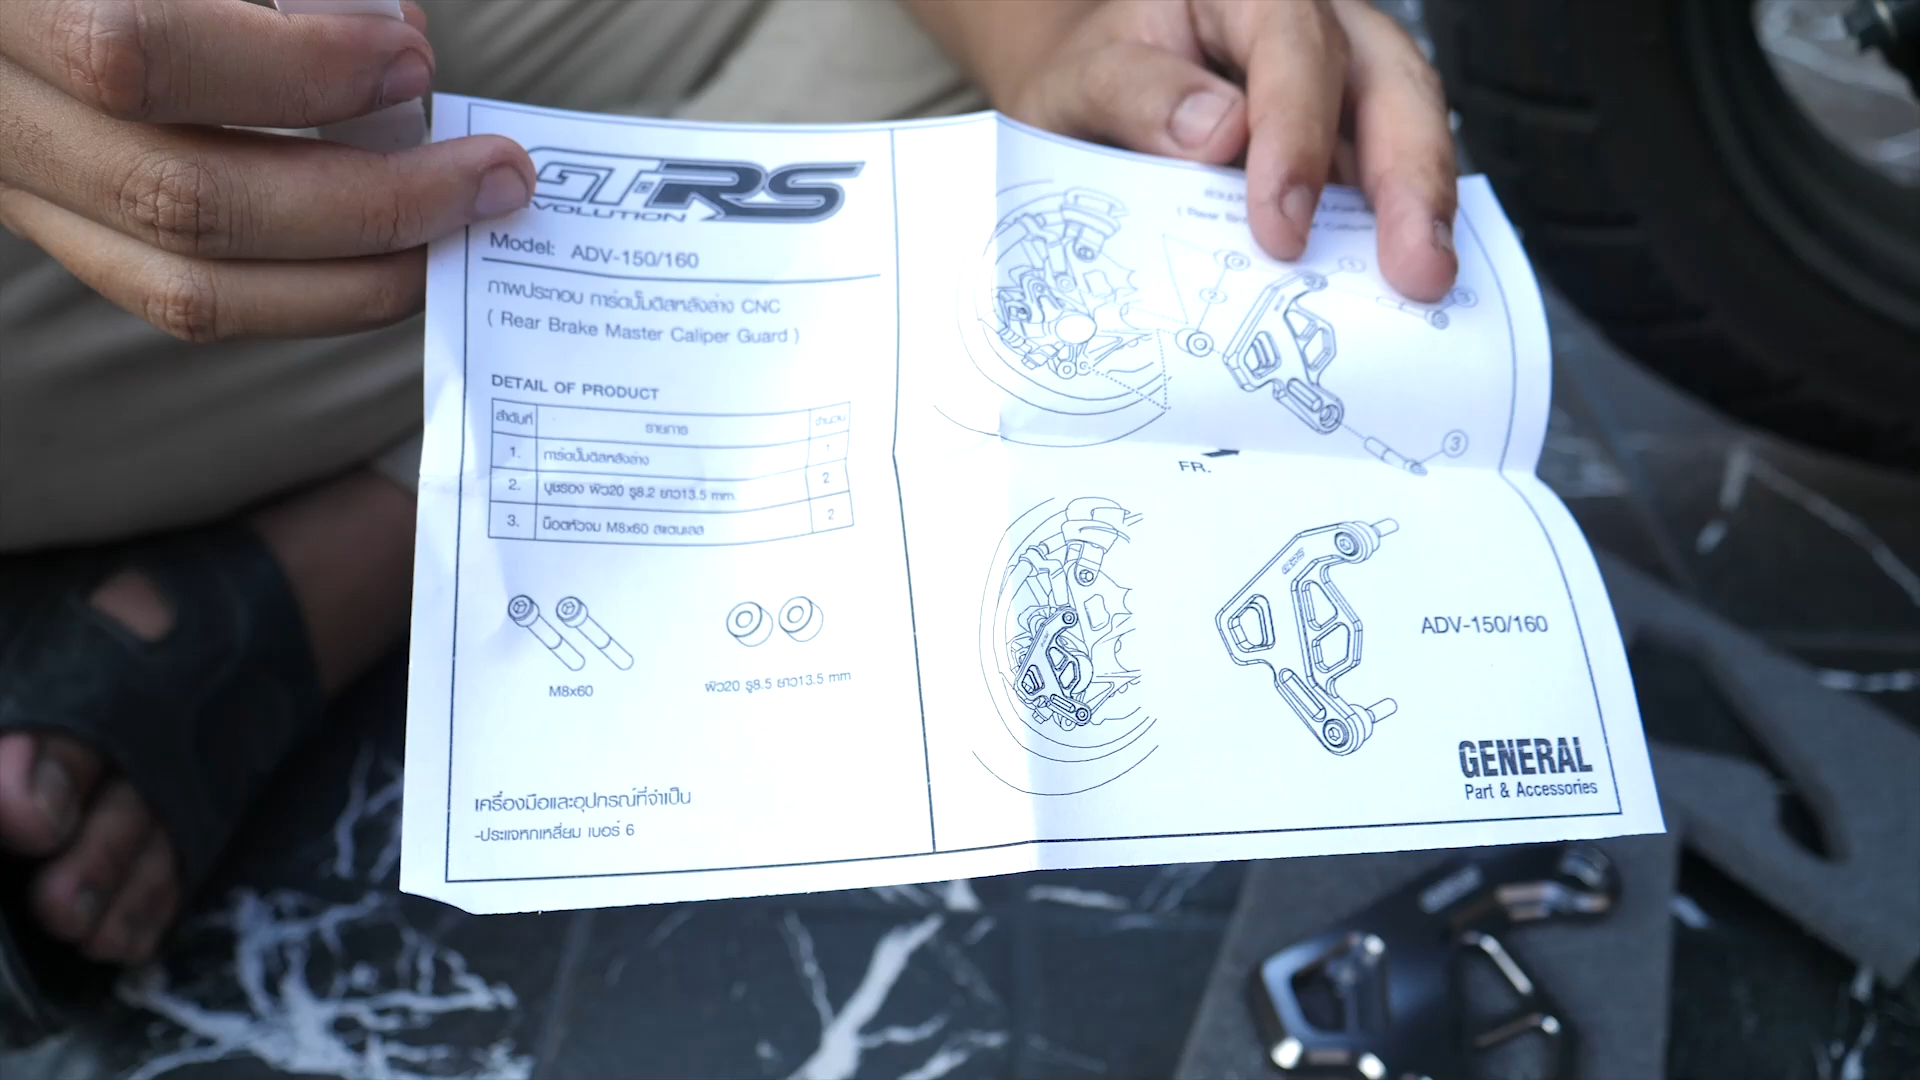 GT-RS
VOLUTION
Model: ADV-150/160
ภาพประกอบ การ์ดปั๊มดิสหลังล่าง CNC
( Rear Brake Master Caliper Guard )
DETAIL OF PRODUCT
ลำดับที่ รายการ จำนวน
1. การ์ดปั๊มดิสหลังล่าง 1
2. บูชรอง ผิว20 รู8.2 ยาว13.5 mm. 2
3. น็อตหัวจม M8x60 สแตนเลส 2
M8x60
ผิว20 รู8.5 ยาว13.5 mm
เครื่องมือและอุปกรณ์ที่จำเป็น
-ประแจหกเหลี่ยม เบอร์ 6
3
FR.
ADV-150/160
GENERAL
Part & Accessories